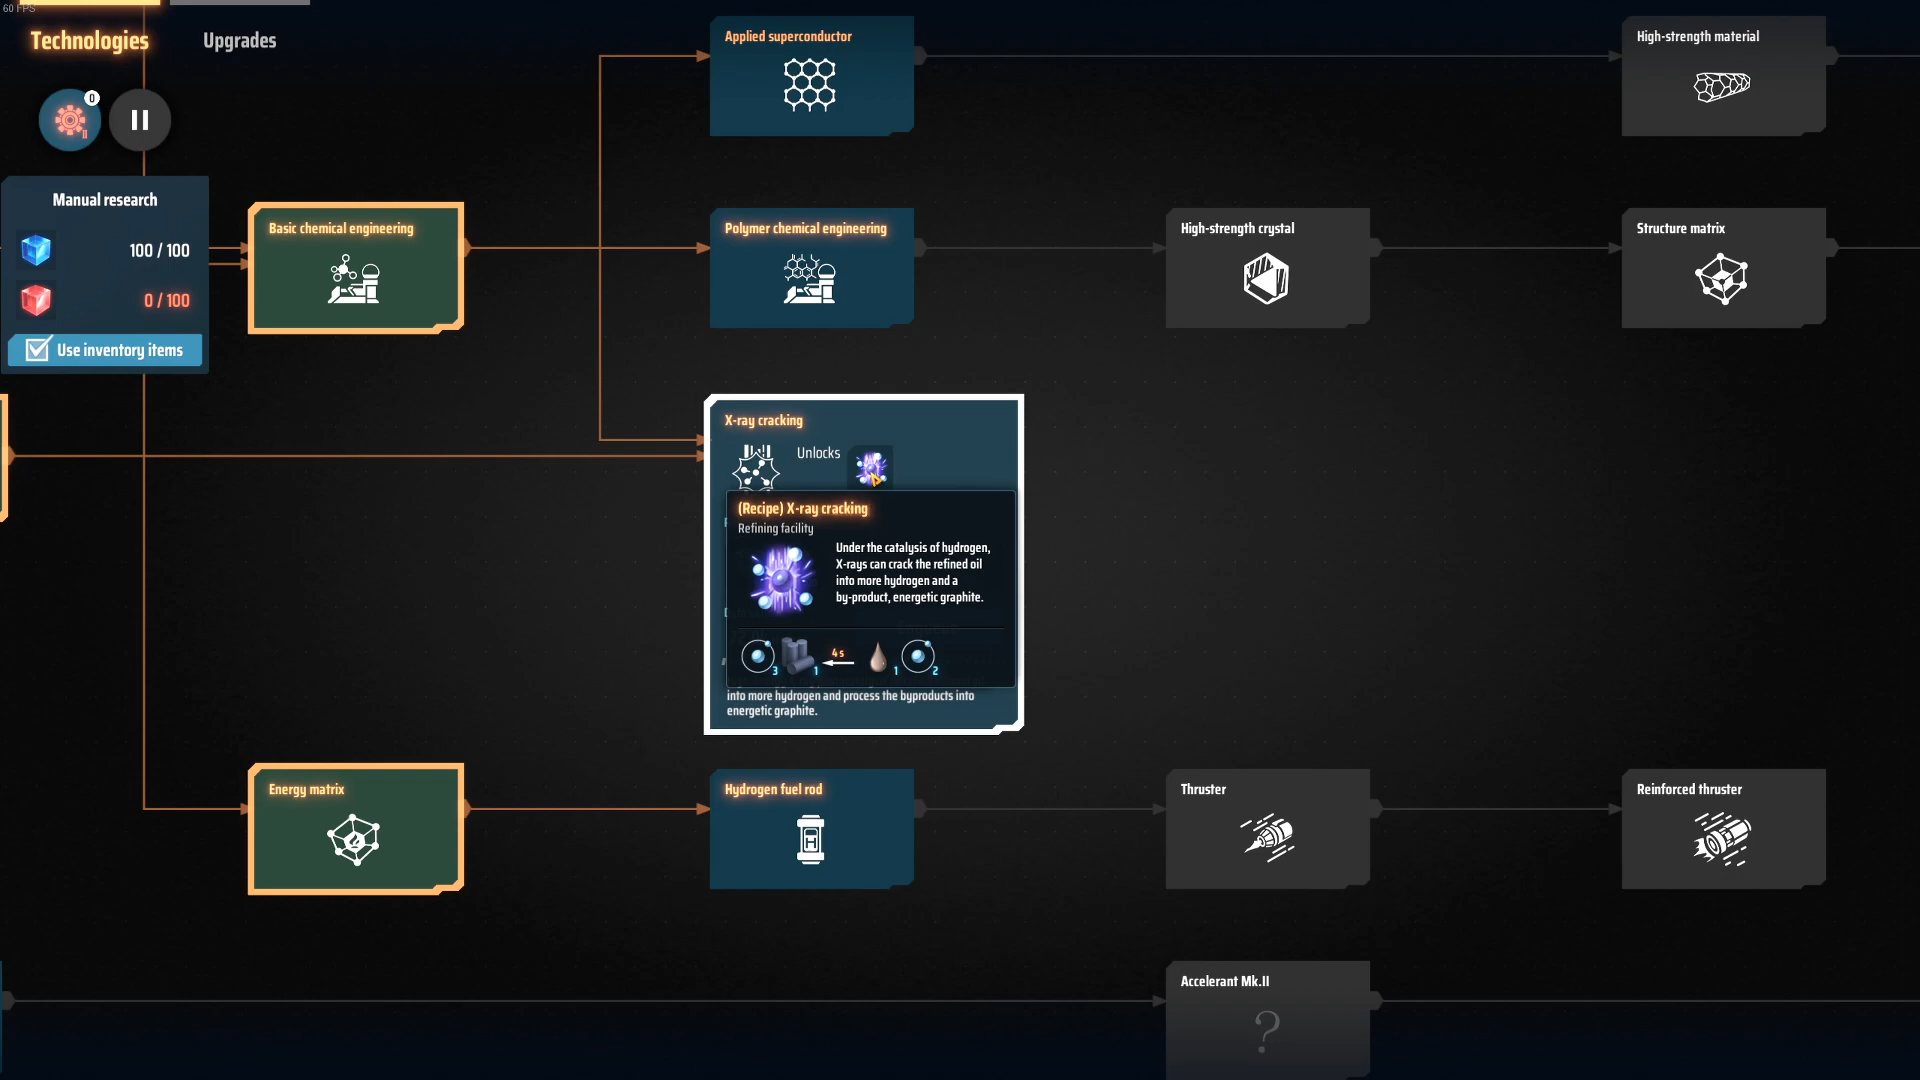 60 FPS
Technologies
Upgrades
0
Manual research
100 / 100
0 / 100
Use inventory items
Applied superconductor
High-strength material
Basic chemical engineering
Polymer chemical engineering
High-strength crystal
Structure matrix
X-ray cracking
Unlocks
(Recipe) X-ray cracking
Refining facility
Under the catalysis of hydrogen,
X-rays can crack the refined oil
into more hydrogen and a
by-product, energetic graphite.
3 1 4 s 1 2
into more hydrogen and process the byproducts into
energetic graphite.
Energy matrix
Hydrogen fuel rod
Thruster
Reinforced thruster
Accelerant Mk.II
?